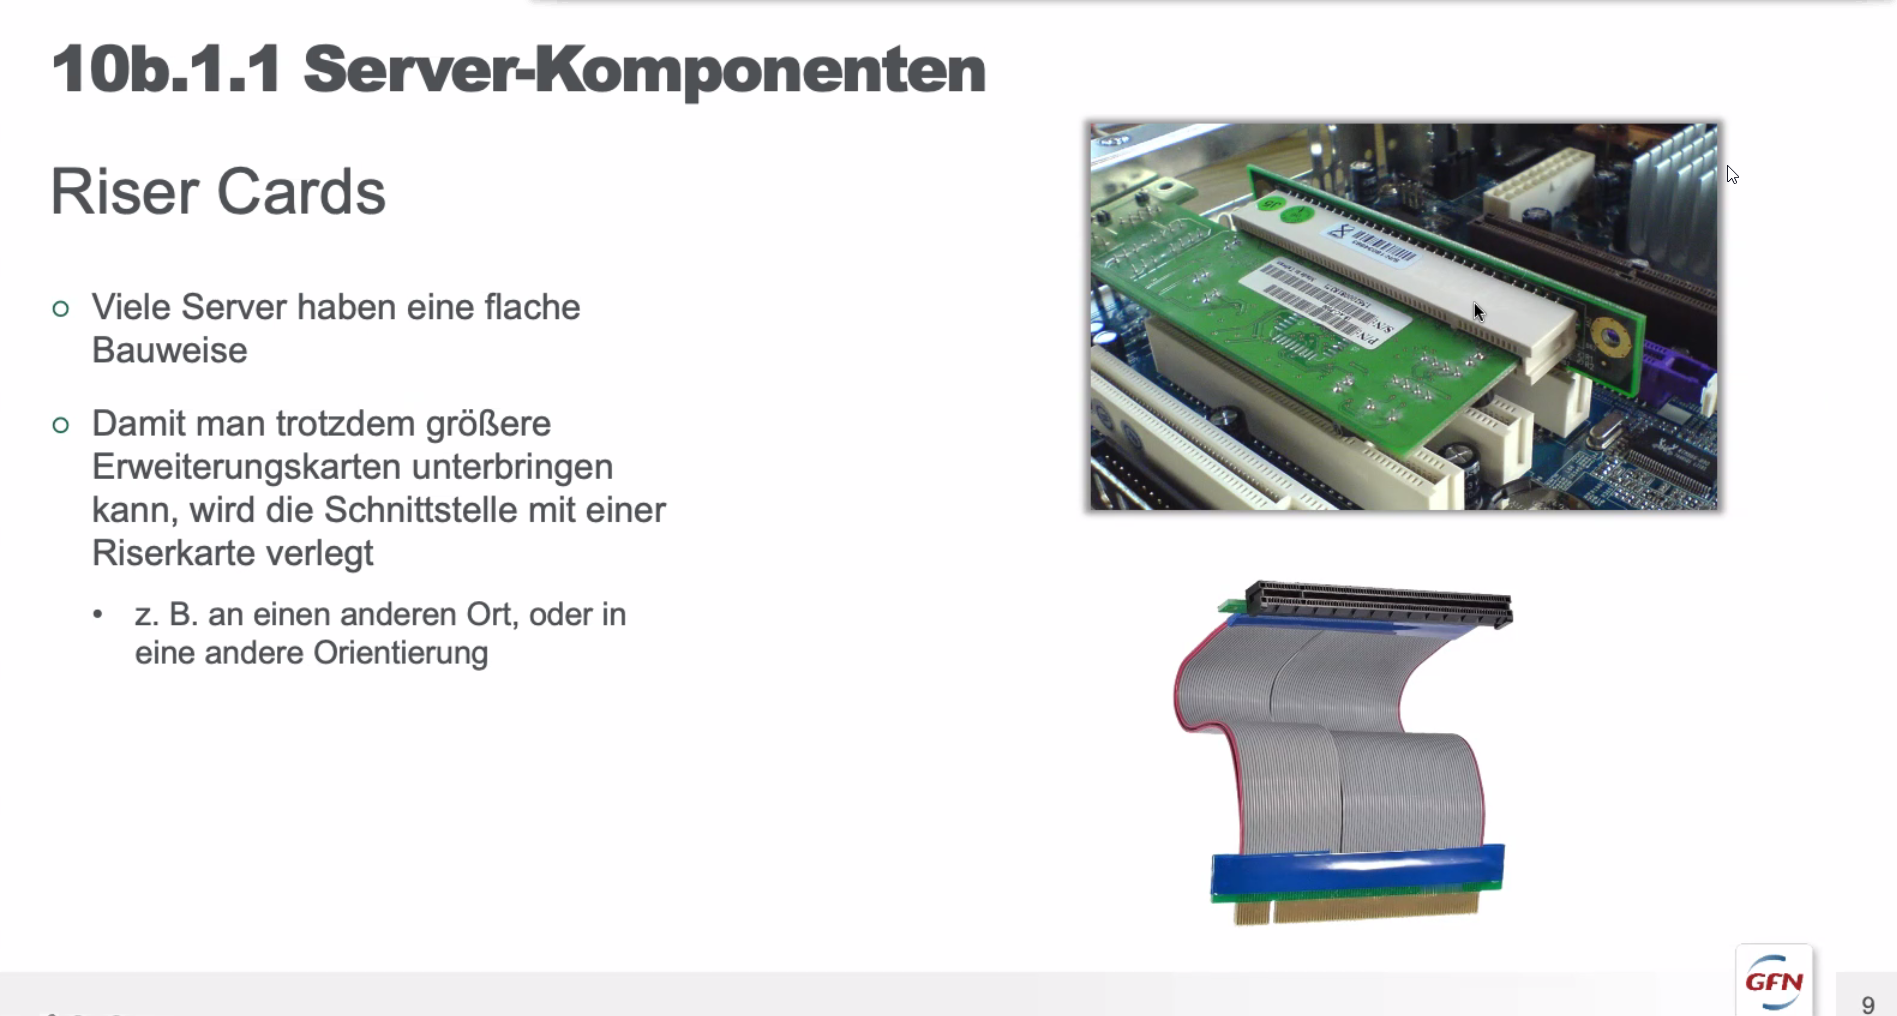 10b.1.1 Server-Komponenten
Riser Cards
Viele Server haben eine flache
Bauweise
Damit man trotzdem größere
Erweiterungskarten unterbringen
kann, wird die Schnittstelle mit einer
Riserkarte verlegt
z. B. an einen anderen Ort, oder in
eine andere Orientierung
P/N:
S/N:
GFN
9